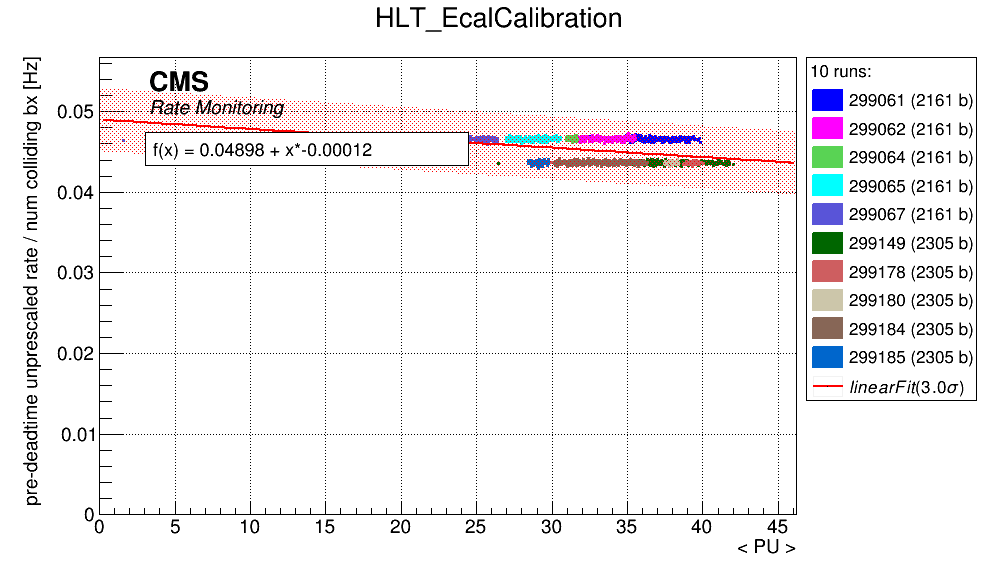 HLT_EcalCalibration
pre-deadtime unprescaled rate / num colliding bx [Hz]
CMS
Rate Monitoring
f(x) = 0.04898 + x*-0.00012
0.05
0.04
0.03
0.02
0.01
0
0 5 10 15 20 25 30 35 40 45
< PU >
10 runs:
299061 (2161 b)
299062 (2161 b)
299064 (2161 b)
299065 (2161 b)
299067 (2161 b)
299149 (2305 b)
299178 (2305 b)
299180 (2305 b)
299184 (2305 b)
299185 (2305 b)
linearFit(3.0σ)